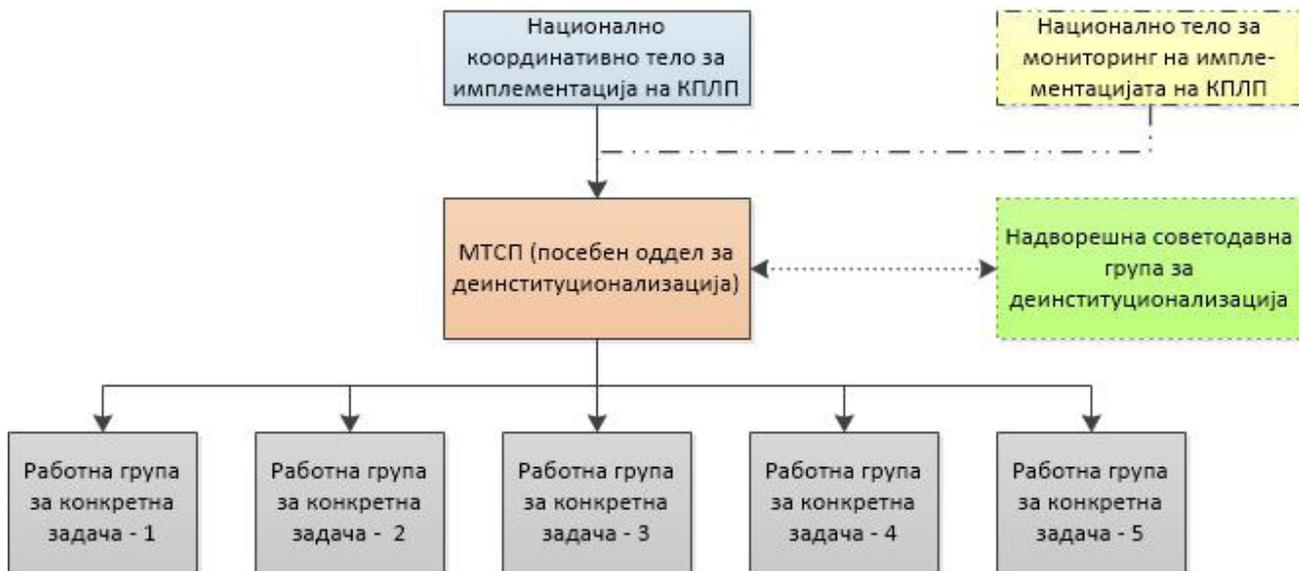 Национално
координативно тело за
имплементација на КПЛП
Национално тело за
мониторинг на импле-
ментацијата на КПЛП
МТСП (посебен оддел за
деинституционализација)
Надворешна советодавна
група за
деинституционализација
Работна група
за конкретна
задача - 1
Работна група
за конкретна
задача - 2
Работна група
за конкретна
задача - 3
Работна група
за конкретна
задача - 4
Работна група
за конкретна
задача - 5